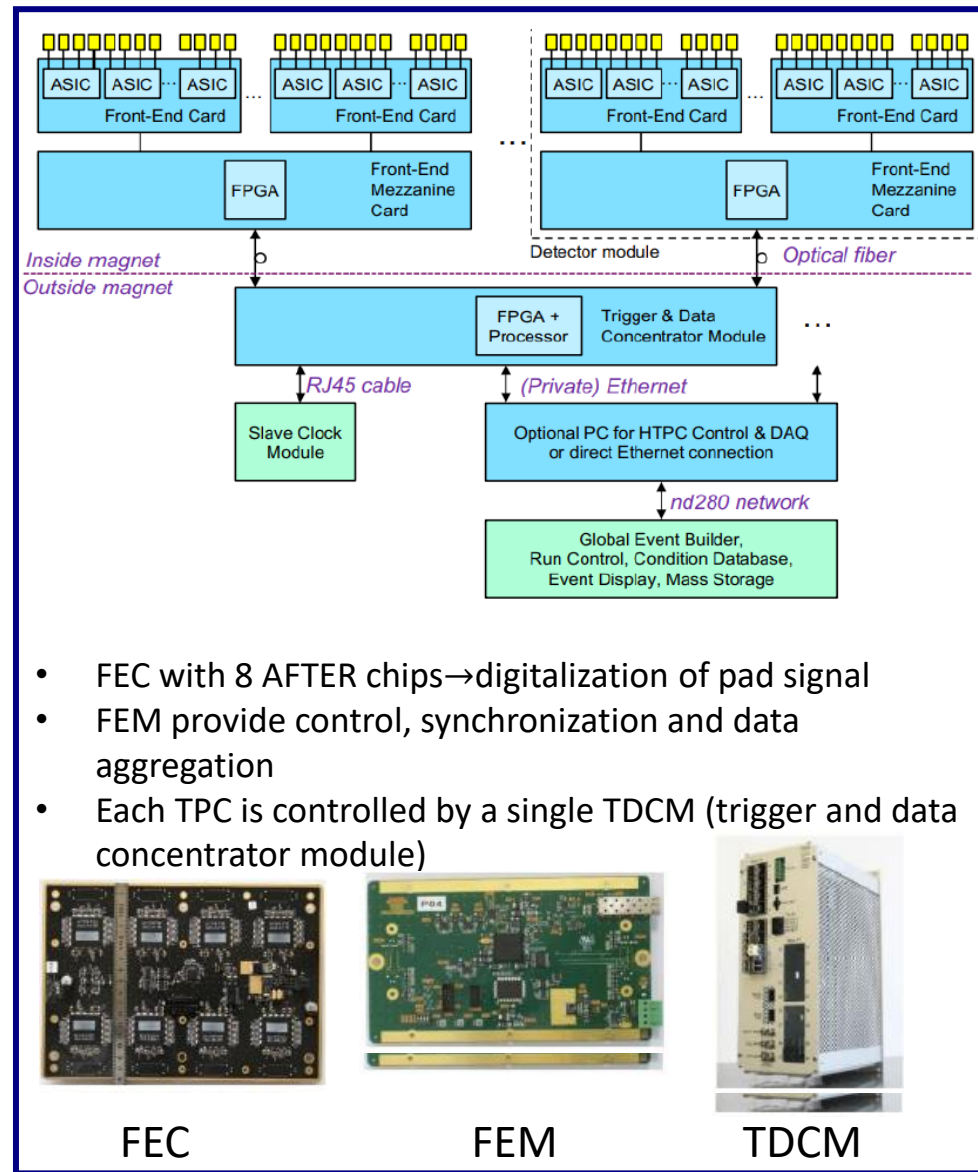 ASIC ASIC ... ASIC ... ASIC ASIC ... ASIC ASIC ASIC ... ASIC ... ASIC ASIC ... ASIC
Front-End Card Front-End Card Front-End Card Front-End Card
...
FPGA
Front-End
Mezzanine
Card
FPGA
Front-End
Mezzanine
Card
Inside magnet
Detector module
Optical fiber
Outside magnet
FPGA +
Processor
Trigger & Data
Concentrator Module
...
RJ45 cable
(Private) Ethernet
Slave Clock
Module
Optional PC for HTPC Control & DAQ
or direct Ethernet connection
nd280 network
Global Event Builder,
Run Control, Condition Database,
Event Display, Mass Storage
• FEC with 8 AFTER chips→digitalization of pad signal
• FEM provide control, synchronization and data
aggregation
• Each TPC is controlled by a single TDCM (trigger and data
concentrator module)
P04
FEC FEM TDCM